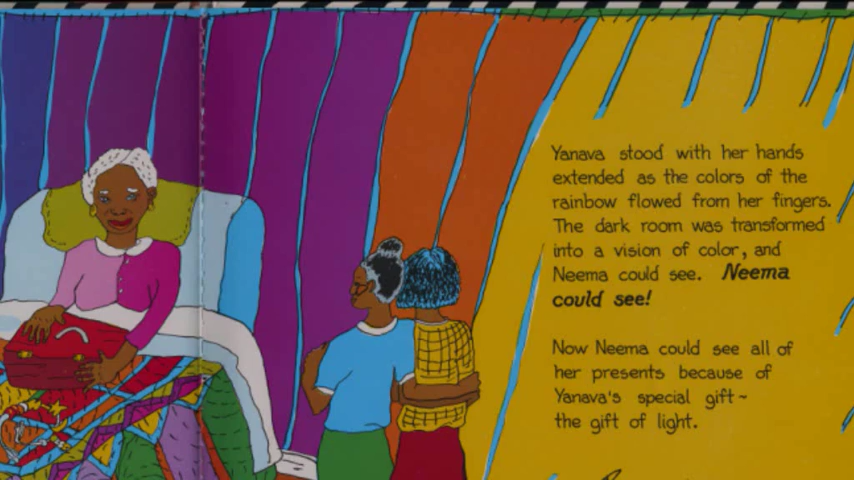 Yanava stood with her hands
extended as the colors of the
rainbow flowed from her fingers.
The dark room was transformed
into a vision of color, and
Neema could see. Neema
could see!
Now Neema could see all of
her presents because of
Yanava's special gift~
the gift of light.